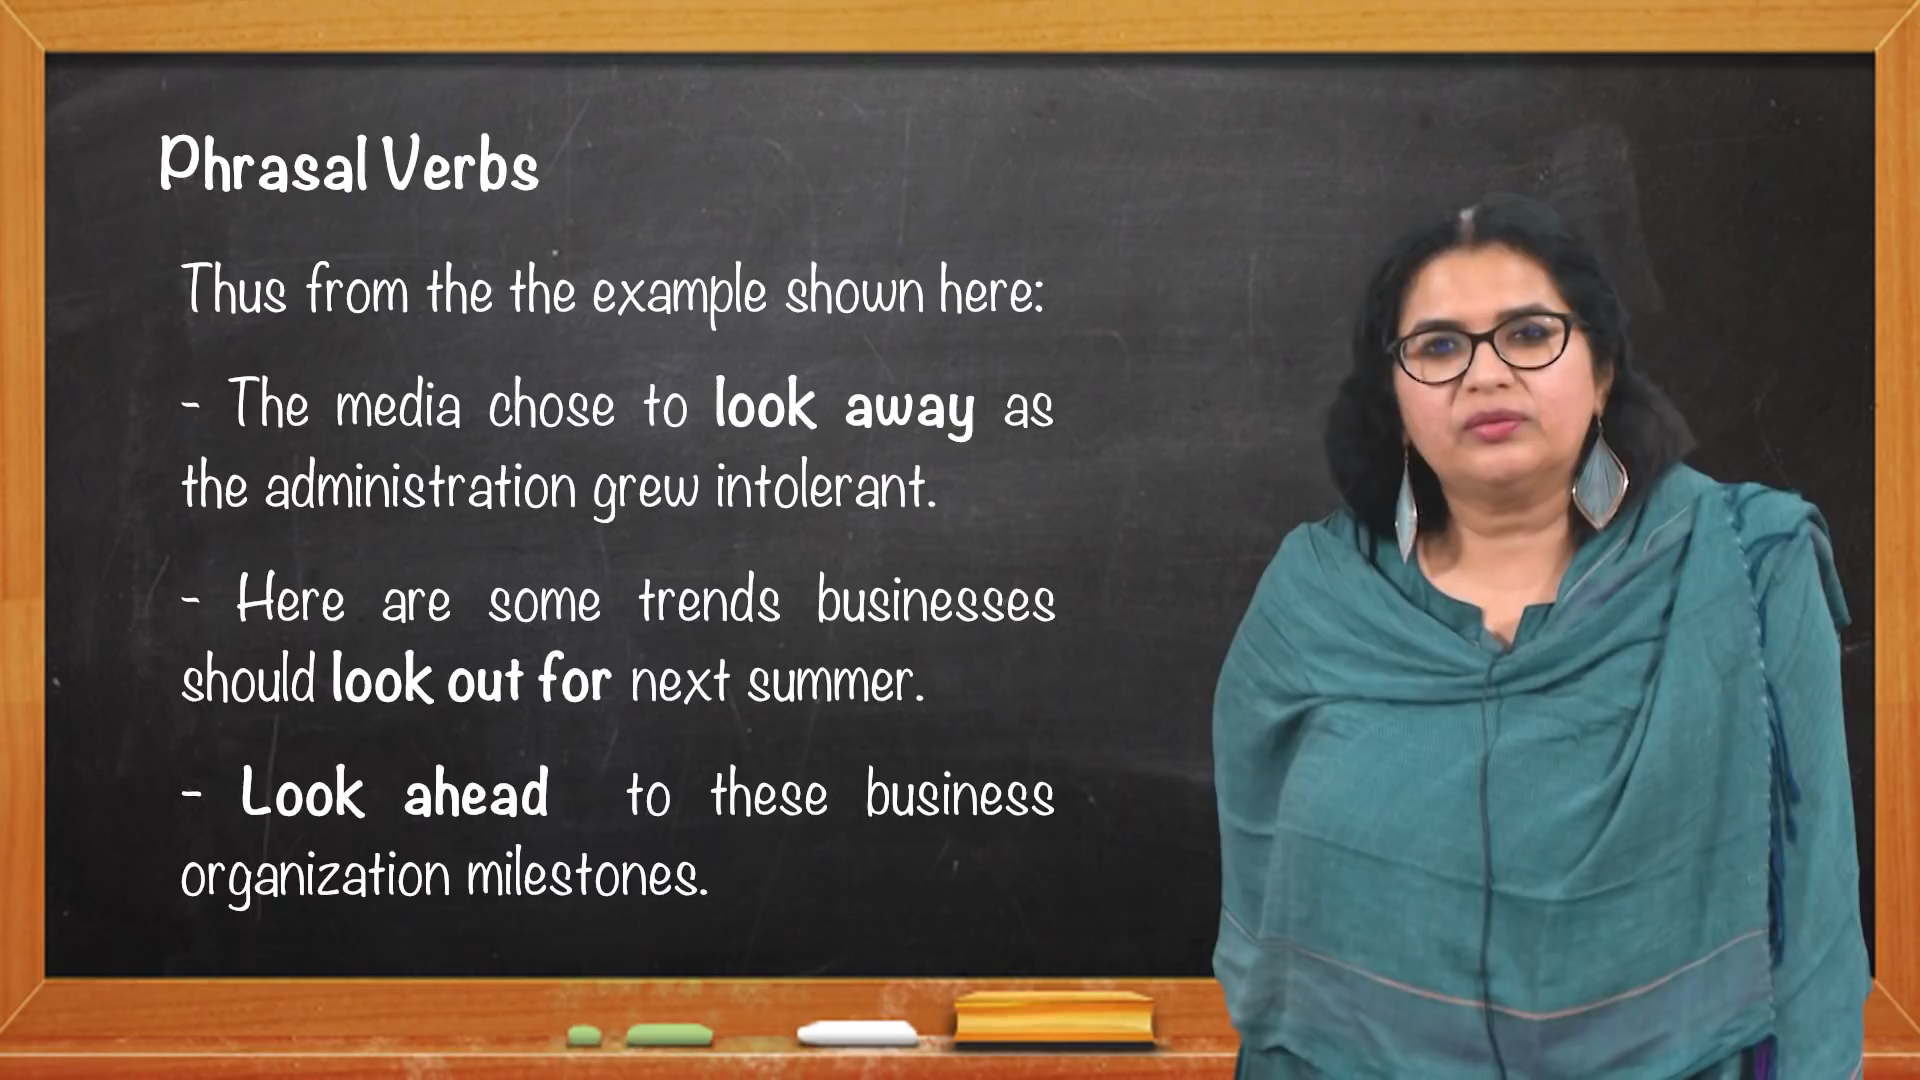 Phrasal Verbs
Thus from the the example shown here:
- The media chose to look away as
the administration grew intolerant.
- Here are some trends businesses
should look out for next summer.
- Look ahead to these business
organization milestones.